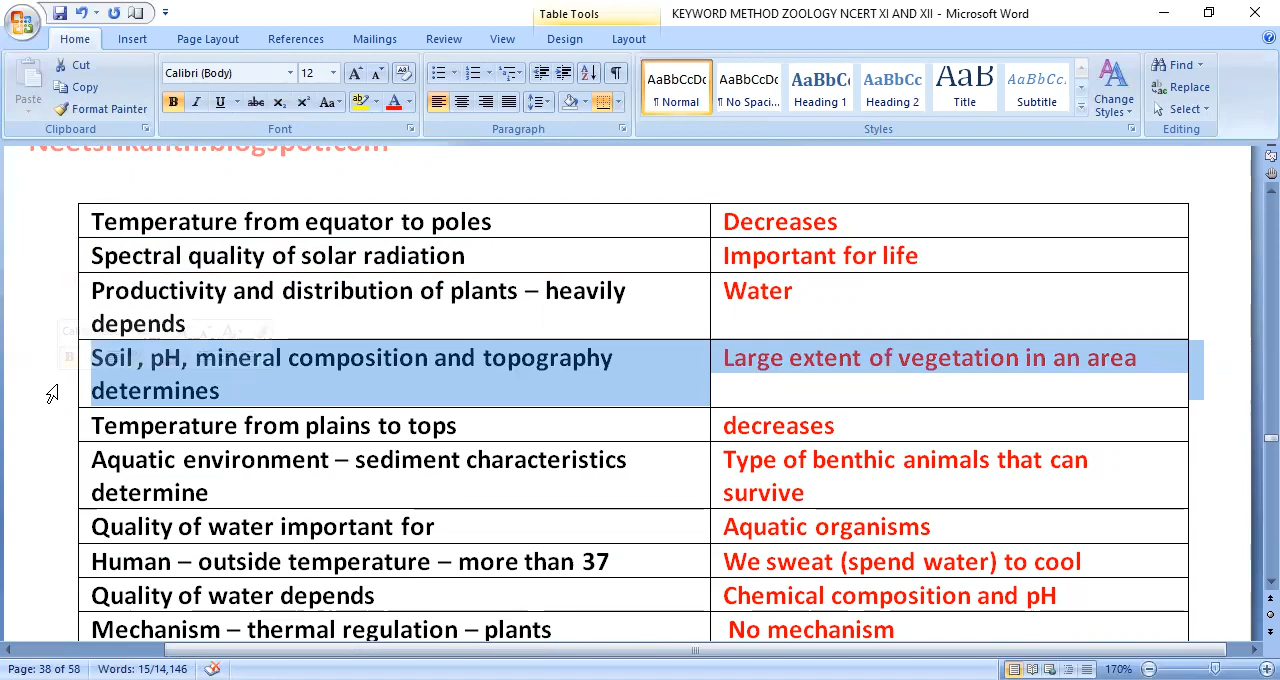 Table Tools
KEYWORD METHOD ZOOLOGY NCERT XI AND XII - Microsoft Word
Home Insert Page Layout References Mailings Review View Design Layout
Paste
Cut
Copy
Format Painter
Clipboard
Calibri (Body) 12
B I U abe X₂ X² Aa
Font
Paragraph
AaBbCcDc AaBbCcDc AaBbC AaBbCc AaB AaBbCc.
¶ Normal ¶ No Spaci... Heading 1 Heading 2 Title Subtitle
Change
Styles
Styles
Find
Replace
Select
Editing
Neetsrikanth.blogspot.com
Temperature from equator to poles Decreases
Spectral quality of solar radiation Important for life
Productivity and distribution of plants – heavily Water
depends
Soil , pH, mineral composition and topography Large extent of vegetation in an area
determines
Temperature from plains to tops decreases
Aquatic environment – sediment characteristics Type of benthic animals that can
determine survive
Quality of water important for Aquatic organisms
Human – outside temperature – more than 37 We sweat (spend water) to cool
Quality of water depends Chemical composition and pH
Mechanism – thermal regulation – plants No mechanism
Page: 38 of 58 Words: 15/14,146 170%